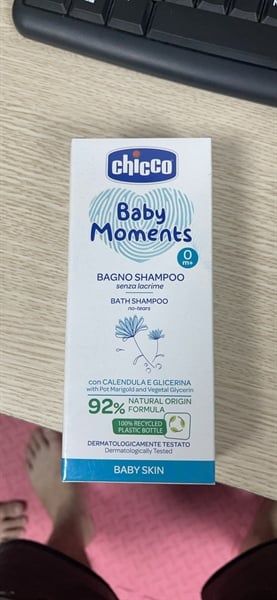 chicco
Baby
Moments
0
m+
BAGNO SHAMPOO
senza lacrime
BATH SHAMPOO
no-tears
con CALENDULA E GLICERINA
with Pot Marigold and Vegetal Glycerin
92% NATURAL ORIGIN
FORMULA
100% RECYCLED
PLASTIC BOTTLE
DERMATOLOGICAMENTE TESTATO
Dermatologically Tested
BABY SKIN